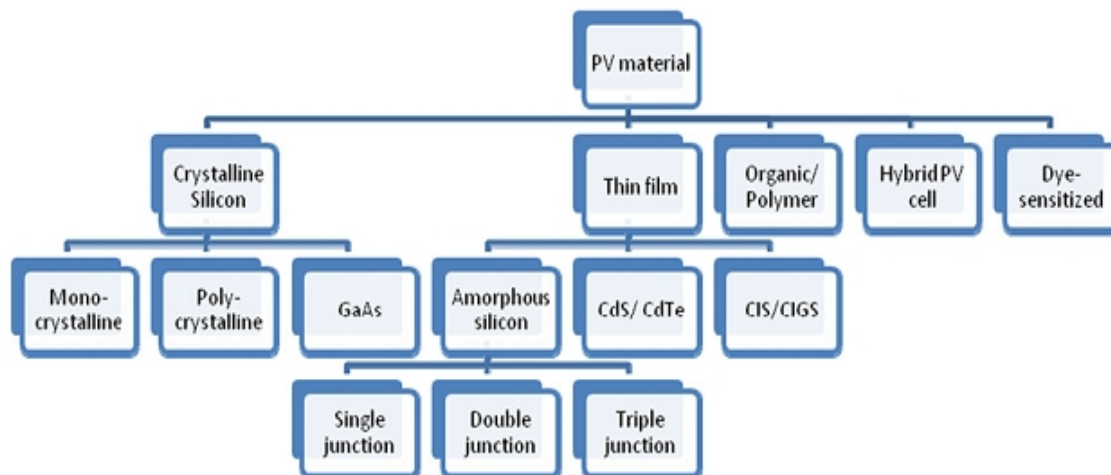 PV material
Crystalline
Silicon
Thin film
Organic/
Polymer
Hybrid PV
cell
Dye-
sensitized
Mono-
crystalline
Poly-
crystalline
GaAs
Amorphous
silicon
CdS/ CdTe
CIS/CIGS
Single
junction
Double
junction
Triple
junction